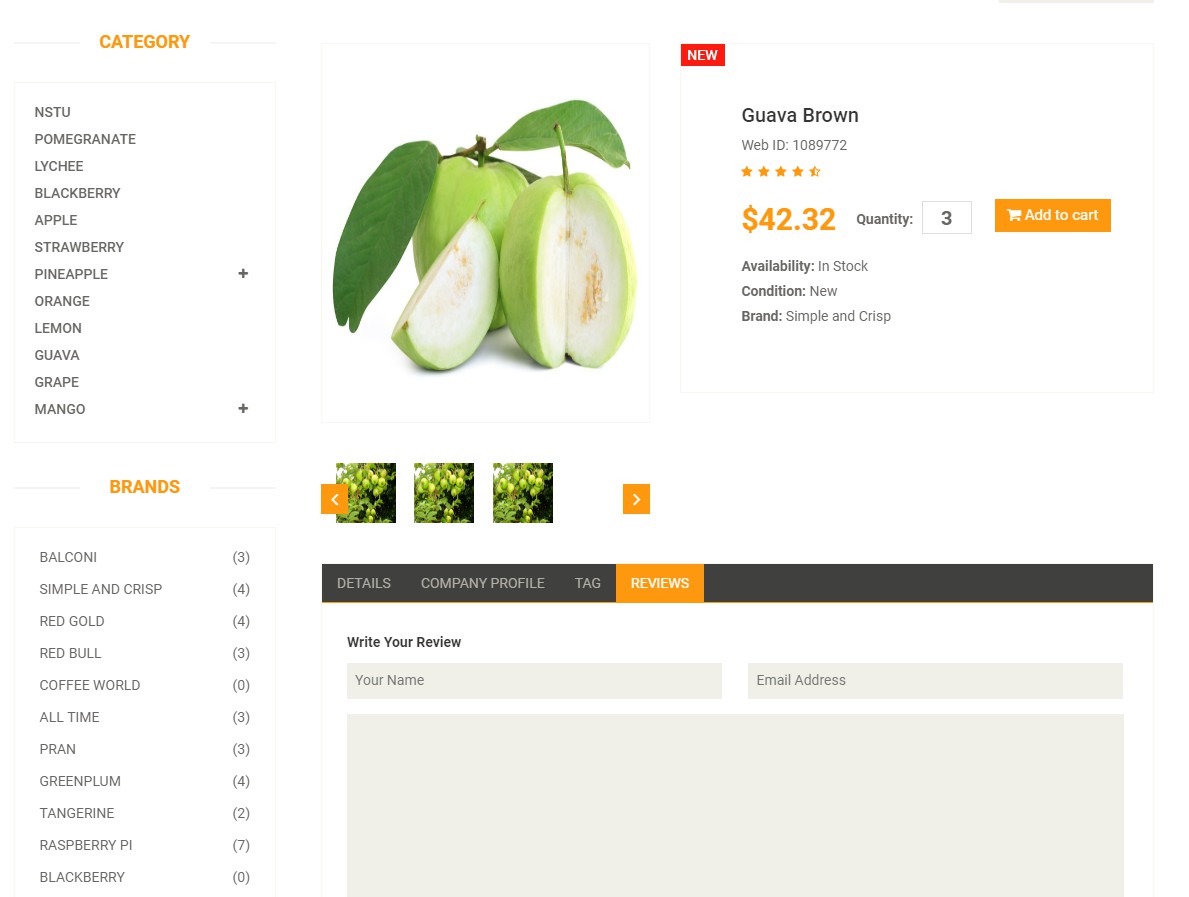 CATEGORY
NSTU
POMEGRANATE
LYCHEE
BLACKBERRY
APPLE
STRAWBERRY
PINEAPPLE
ORANGE
LEMON
GUAVA
GRAPE
MANGO
BRANDS
BALCONI (3)
SIMPLE AND CRISP (4)
RED GOLD (4)
RED BULL (3)
COFFEE WORLD (0)
ALL TIME (3)
PRAN (3)
GREENPLUM (4)
TANGERINE (2)
RASPBERRY PI (7)
BLACKBERRY (0)
NEW
Guava Brown
Web ID: 1089772
$42.32 Quantity: 3 Add to cart
Availability: In Stock
Condition: New
Brand: Simple and Crisp
DETAILS COMPANY PROFILE TAG REVIEWS
Write Your Review
Your Name Email Address